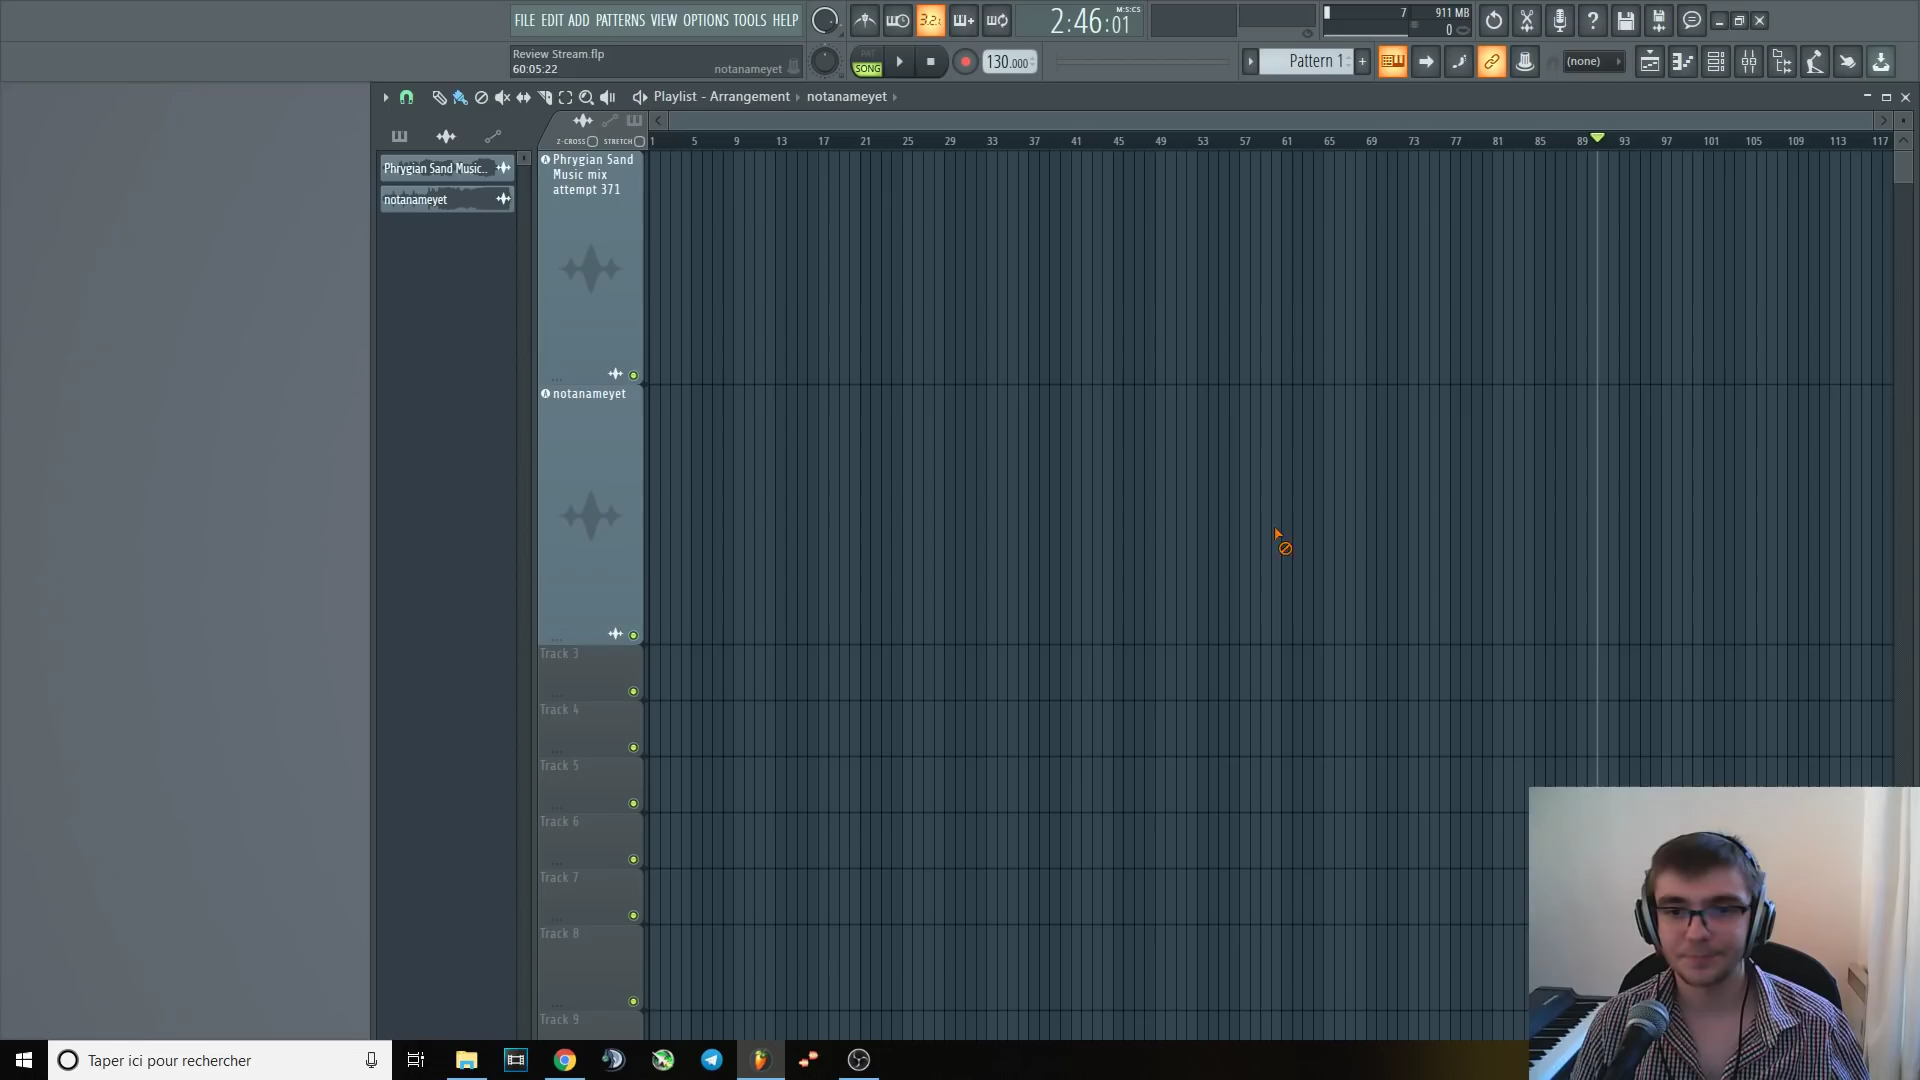 FILE EDIT ADD PATTERNS VIEW OPTIONS TOOLS HELP
3.2.
2:46:01
M:S:CS
7
911 MB
0
Review Stream.flp
60:05:22
notanameyet
PAT
SONG
130.000
Pattern 1
(none)
Playlist - Arrangement
notanameyet
Z-CROSS
STRETCH
1 5 9 13 17 21 25 29 33 37 41 45 49 53 57 61 65 69 73 77 81 85 89 93 97 101 105 109 113 117
Phrygian Sand Music..
notanameyet
Phrygian Sand
Music mix
attempt 371
notanameyet
Track 3
Track 4
Track 5
Track 6
Track 7
Track 8
Track 9
Taper ici pour rechercher